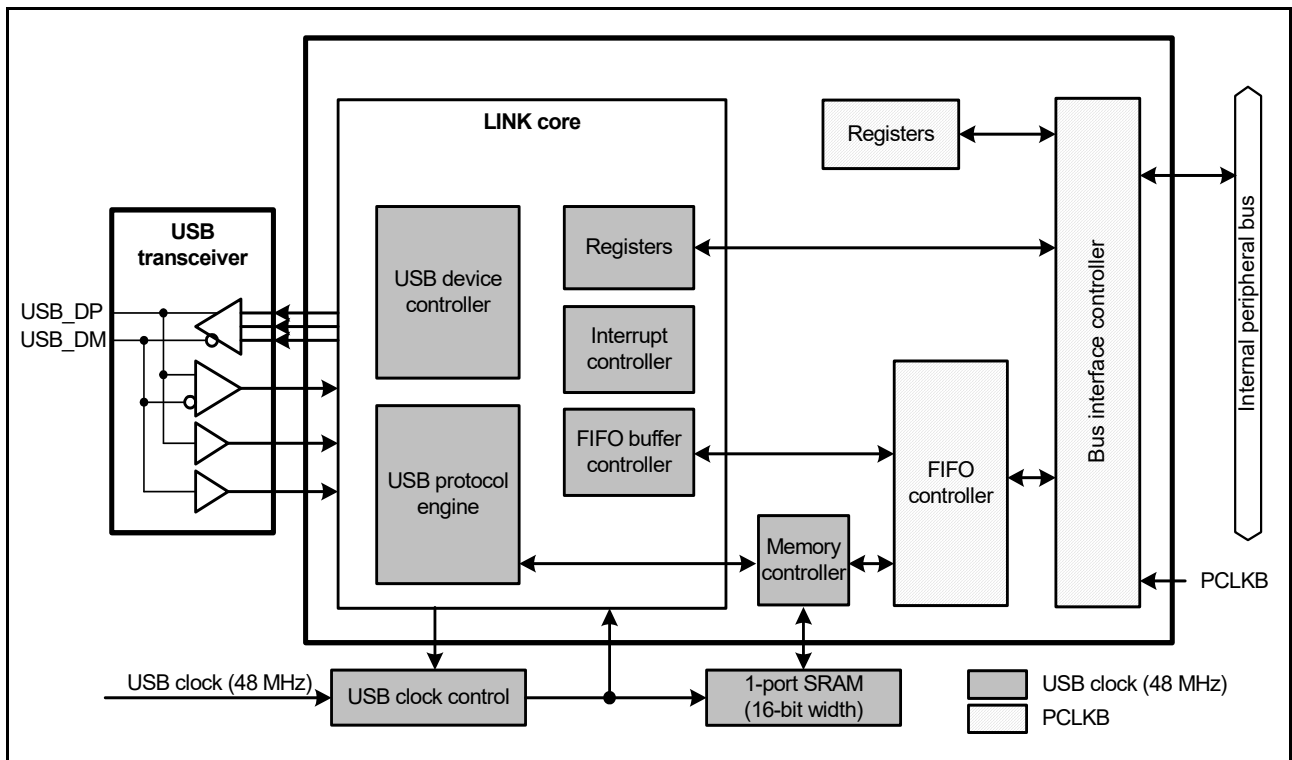 LINK core
Registers
USB
transceiver
USB device
controller
Registers
USB_DP
USB_DM
Interrupt
controller
Bus interface controller
Internal peripheral bus
FIFO buffer
controller
FIFO
controller
USB protocol
engine
Memory
controller
PCLKB
USB clock (48 MHz)
USB clock control
1-port SRAM
(16-bit width)
USB clock (48 MHz)
PCLKB